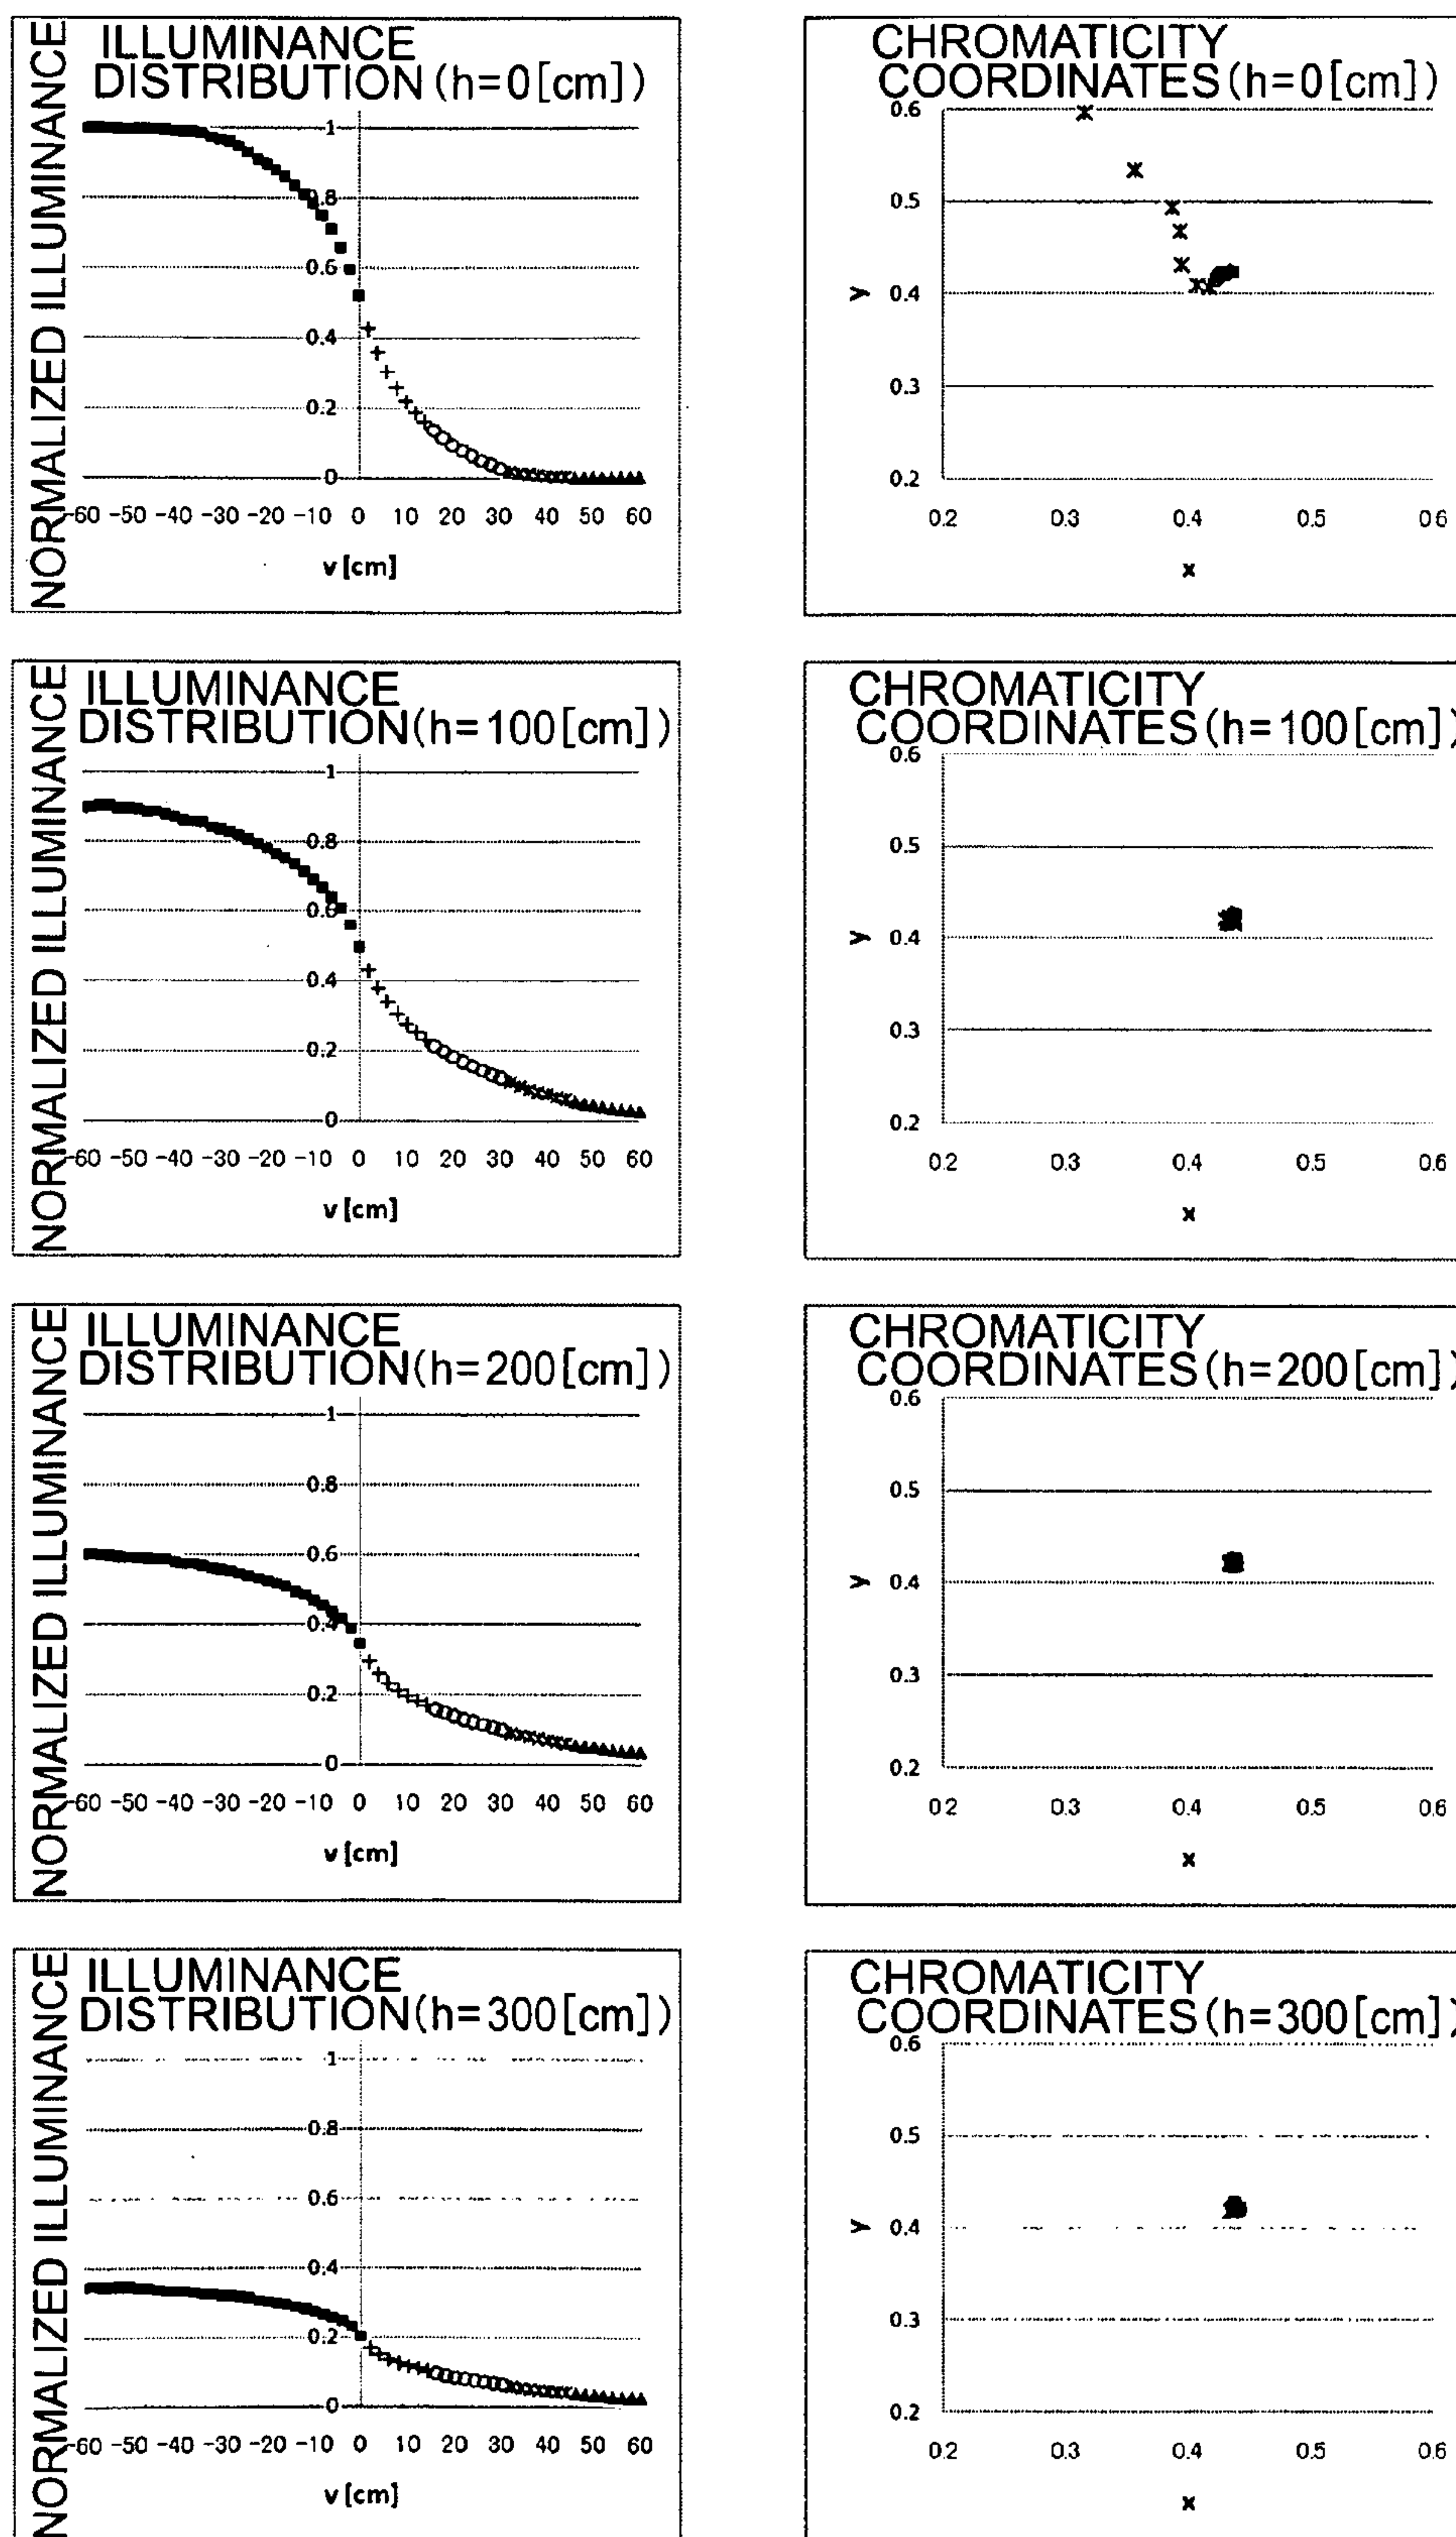 NORMALIZED ILLUMINANCE
ILLUMINANCE
DISTRIBUTION (h=0[cm])
1
0.8
0.6
0.4
0.2
0
-60 -50 -40 -30 -20 -10 0 10 20 30 40 50 60
v [cm]
CHROMATICITY
COORDINATES (h=0[cm])
0.6
0.5
y 0.4
0.3
0.2
0.2 0.3 0.4 0.5 0.6
x
NORMALIZED ILLUMINANCE
ILLUMINANCE
DISTRIBUTION(h=100[cm])
1
0.8
0.6
0.4
0.2
0
-60 -50 -40 -30 -20 -10 0 10 20 30 40 50 60
v [cm]
CHROMATICITY
COORDINATES (h=100[cm])
0.6
0.5
y 0.4
0.3
0.2
0.2 0.3 0.4 0.5 0.6
x
NORMALIZED ILLUMINANCE
ILLUMINANCE
DISTRIBUTION(h=200[cm])
1
0.8
0.6
0.4
0.2
0
-60 -50 -40 -30 -20 -10 0 10 20 30 40 50 60
v [cm]
CHROMATICITY
COORDINATES (h=200[cm])
0.6
0.5
y 0.4
0.3
0.2
0.2 0.3 0.4 0.5 0.6
x
NORMALIZED ILLUMINANCE
ILLUMINANCE
DISTRIBUTION(h=300[cm])
1
0.8
0.6
0.4
0.2
0
-60 -50 -40 -30 -20 -10 0 10 20 30 40 50 60
v [cm]
CHROMATICITY
COORDINATES (h=300[cm])
0.6
0.5
y 0.4
0.3
0.2
0.2 0.3 0.4 0.5 0.6
x